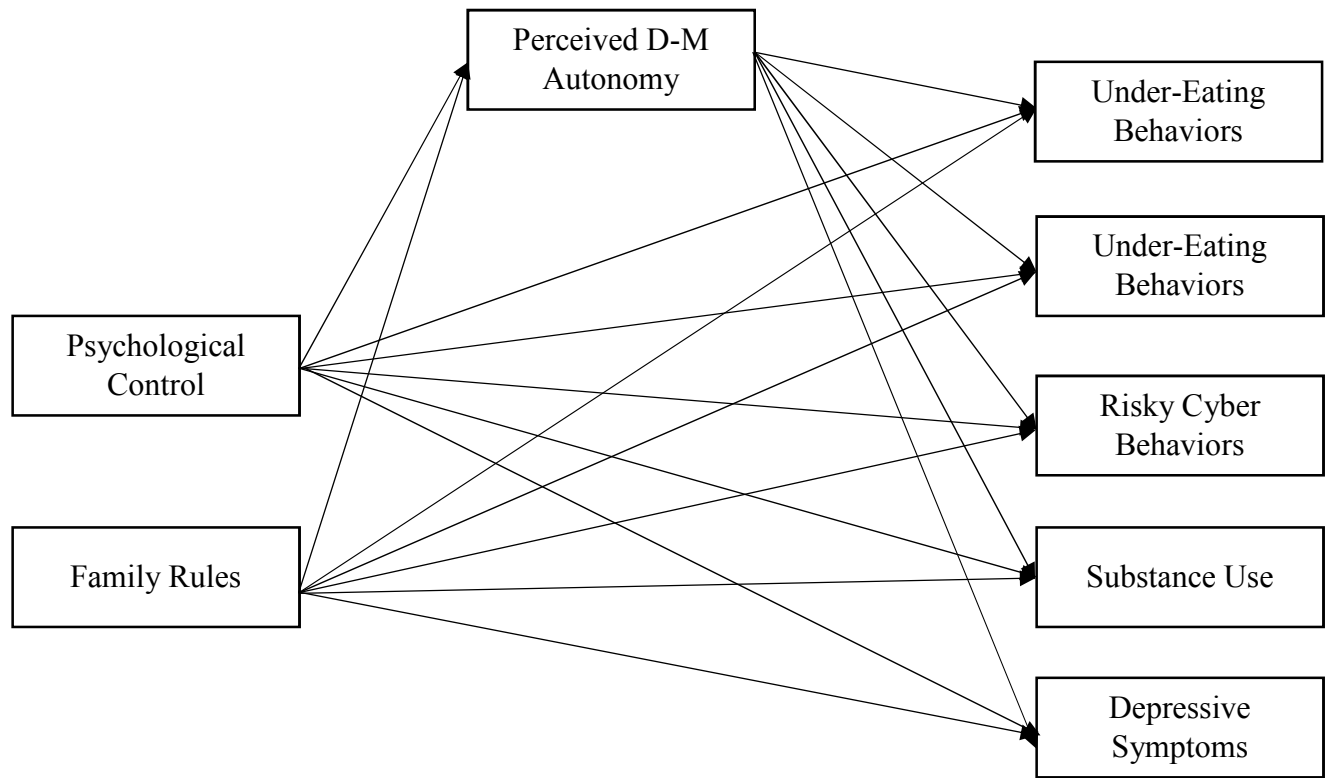 Perceived D-M
Autonomy
Under-Eating
Behaviors
Under-Eating
Behaviors
Psychological
Control
Risky Cyber
Behaviors
Family Rules
Substance Use
Depressive
Symptoms